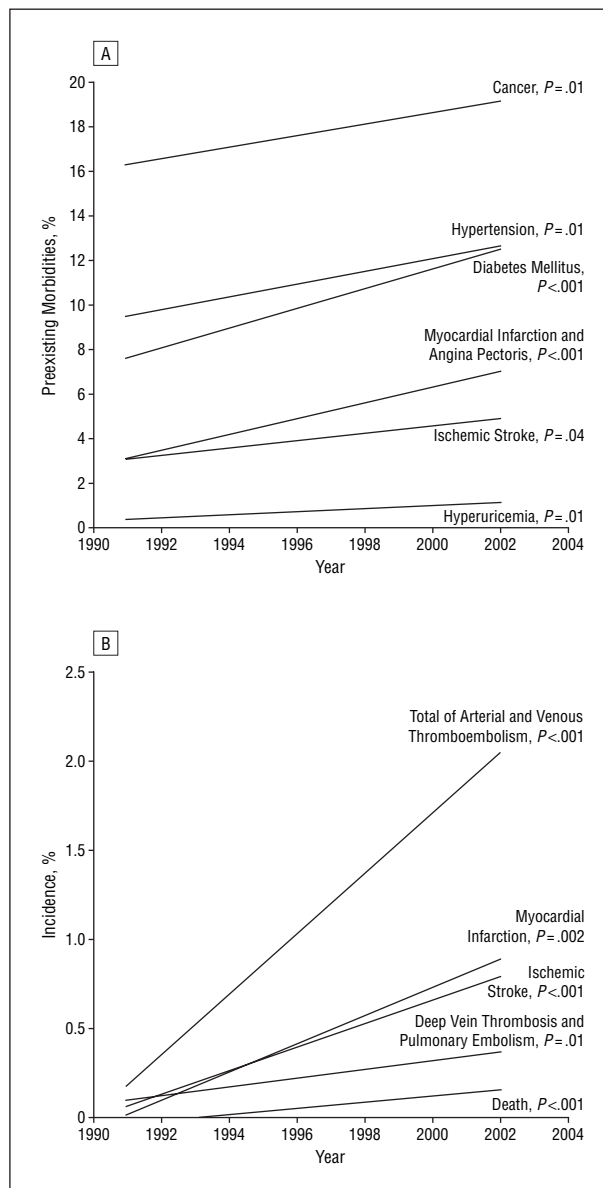 A
20
18
16
14
12
10
8
6
4
2
0
Preexisting Morbidities, %
Cancer, P=.01
Hypertension, P=.01
Diabetes Mellitus,
P<.001
Myocardial Infarction and
Angina Pectoris, P<.001
Ischemic Stroke, P=.04
Hyperuricemia, P=.01
1990 1992 1994 1996 1998 2000 2002 2004
Year
B
2.5
2.0
1.5
1.0
0.5
0
Incidence, %
Total of Arterial and Venous
Thromboembolism, P<.001
Myocardial
Infarction, P=.002
Ischemic
Stroke, P<.001
Deep Vein Thrombosis and
Pulmonary Embolism, P=.01
Death, P<.001
1990 1992 1994 1996 1998 2000 2002 2004
Year